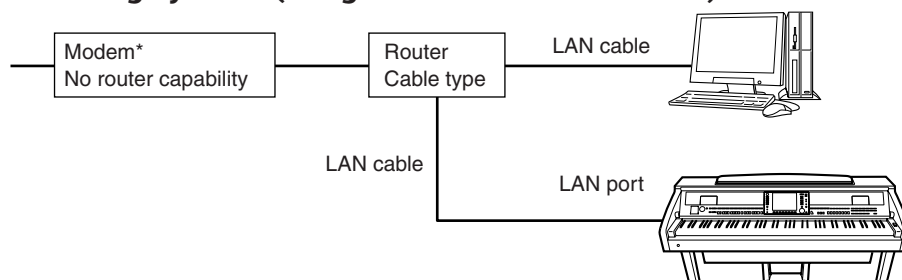 Modem*
No router capability
Router
Cable type
LAN cable
LAN cable
LAN port